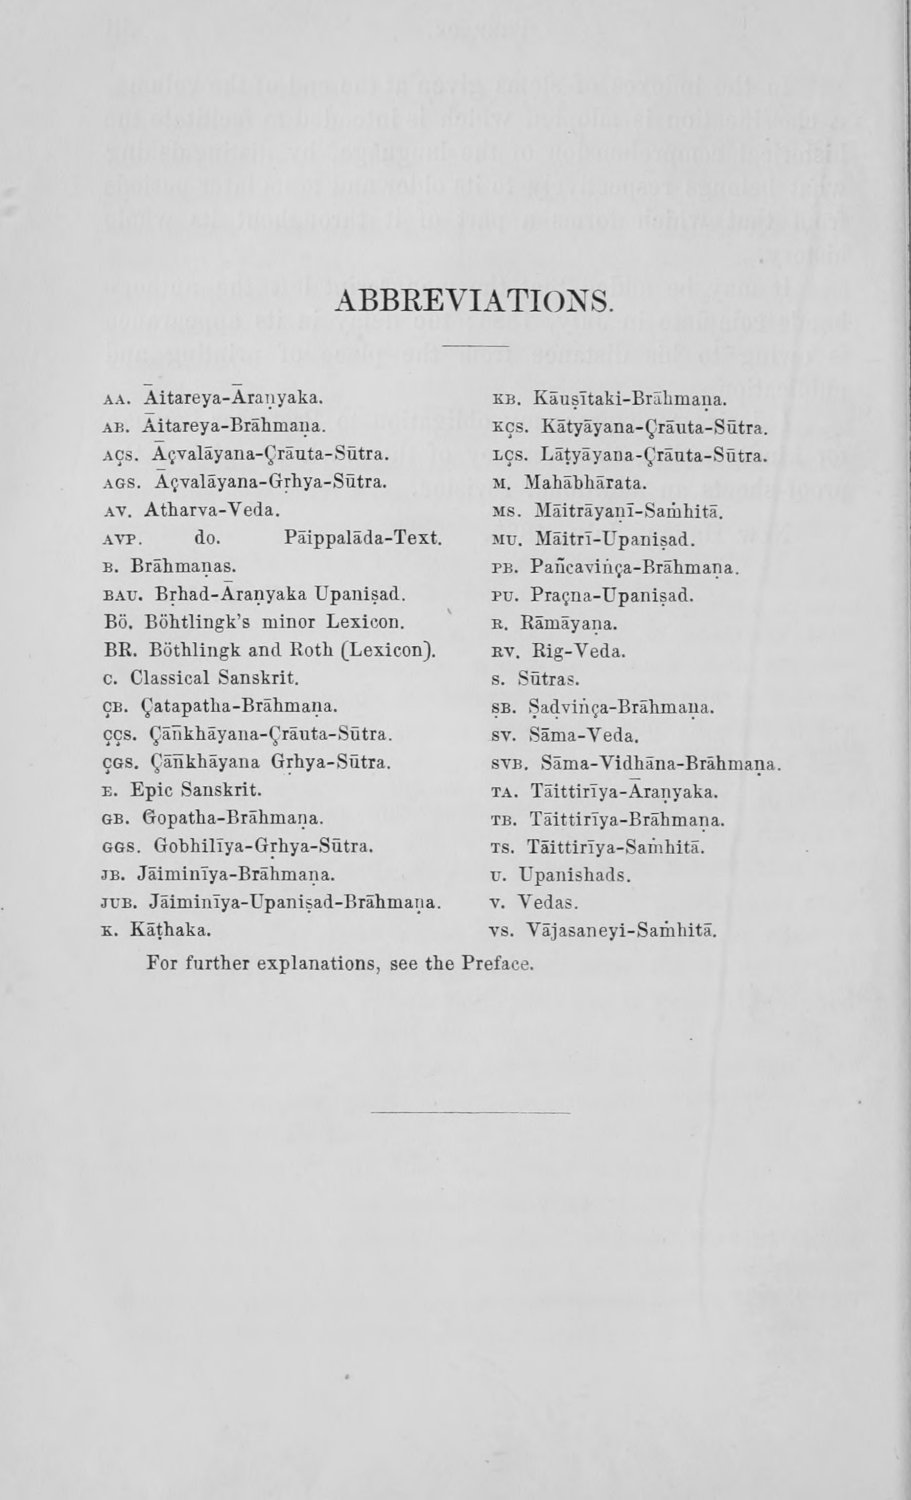 ABBREVIATIONS.
AA. Āitareya-Āraṇyaka.
AB. Āitareya-Brāhmaṇa.
AÇS. Āçvalāyana-Çrāuta-Sūtra.
AGS. Āçvalāyana-Gṛhya-Sūtra.
AV. Atharva-Veda.
AVP. do. Pāippalāda-Text.
B. Brāhmaṇas.
BAU. Bṛhad-Āraṇyaka Upaniṣad.
Bö. Böhtlingk's minor Lexicon.
BR. Böthlingk and Roth (Lexicon).
C. Classical Sanskrit.
ÇB. Çatapatha-Brāhmaṇa.
ÇÇS. Çān̄khāyana-Çrāuta-Sūtra.
ÇGS. Çān̄khāyana Gṛhya-Sūtra.
E. Epic Sanskrit.
GB. Gopatha-Brāhmaṇa.
GGS. Gobhilīya-Gṛhya-Sūtra.
JB. Jāiminīya-Brāhmaṇa.
JUB. Jāiminīya-Upaniṣad-Brāhmaṇa.
K. Kāṭhaka.
KB. Kāuṣītaki-Brāhmaṇa.
KÇS. Kātyāyana-Çrāuta-Sūtra.
LÇS. Lāṭyāyana-Çrāuta-Sūtra.
M. Mahābhārata.
MS. Māitrāyaṇī-Saṁhitā.
MU. Māitrī-Upaniṣad.
PB. Pañcaviṅça-Brāhmaṇa.
PU. Praçna-Upaniṣad.
R. Rāmāyaṇa.
RV. Rig-Veda.
S. Sūtras.
ṢB. Ṣaḍviṅça-Brāhmaṇa.
SV. Sāma-Veda.
SVB. Sāma-Vidhāna-Brāhmaṇa.
TA. Tāittirīya-Āraṇyaka.
TB. Tāittirīya-Brāhmaṇa.
TS. Tāittirīya-Saṁhitā.
U. Upanishads.
V. Vedas.
VS. Vājasaneyi-Saṁhitā.
For further explanations, see the Preface.